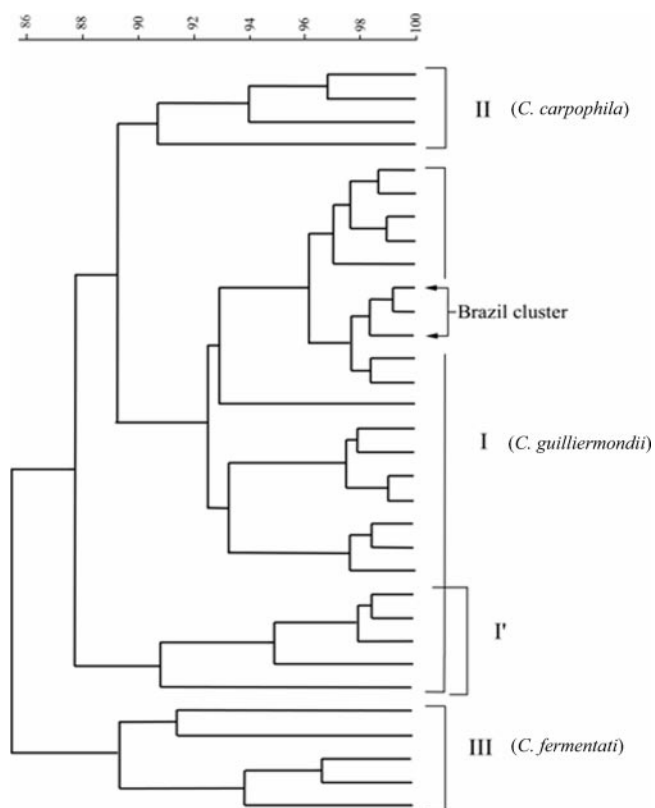 86 88 90 92 94 96 98 100
II (C. carpophila)
Brazil cluster
I (C. guilliermondii)
I'
III (C. fermentati)